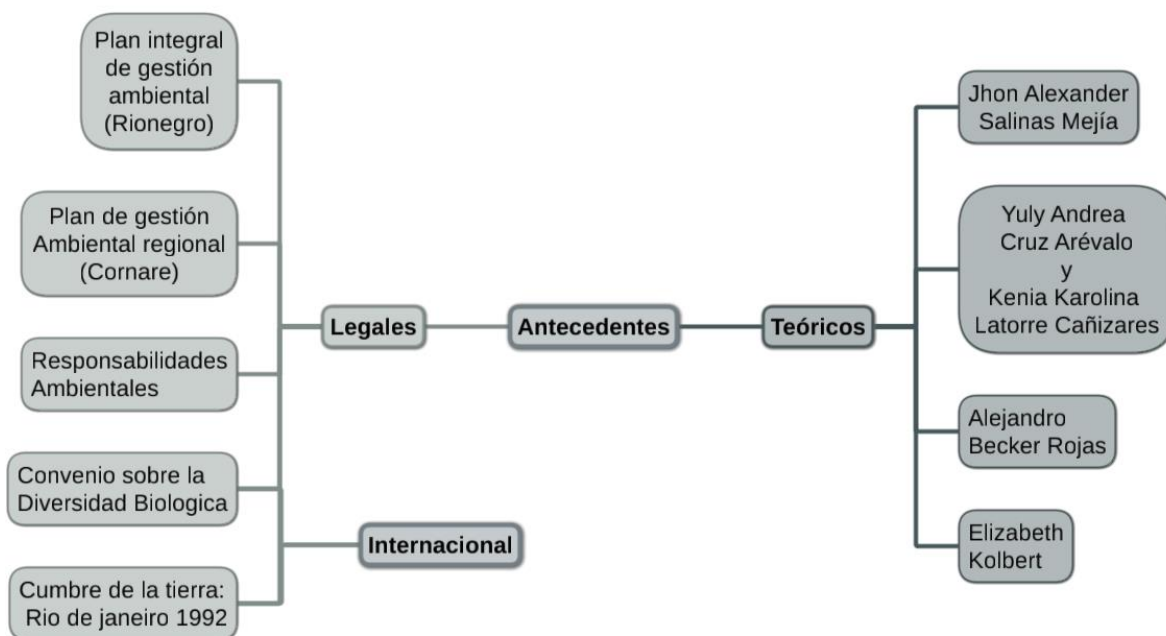 Plan integral
de gestión
ambiental
(Rionegro)
Plan de gestión
Ambiental regional
(Cornare)
Responsabilidades
Ambientales
Convenio sobre la
Diversidad Biologica
Cumbre de la tierra:
Rio de janeiro 1992
Legales
Internacional
Antecedentes
Teóricos
Jhon Alexander
Salinas Mejía
Yuly Andrea
Cruz Arévalo
y
Kenia Karolina
Latorre Cañizares
Alejandro
Becker Rojas
Elizabeth
Kolbert